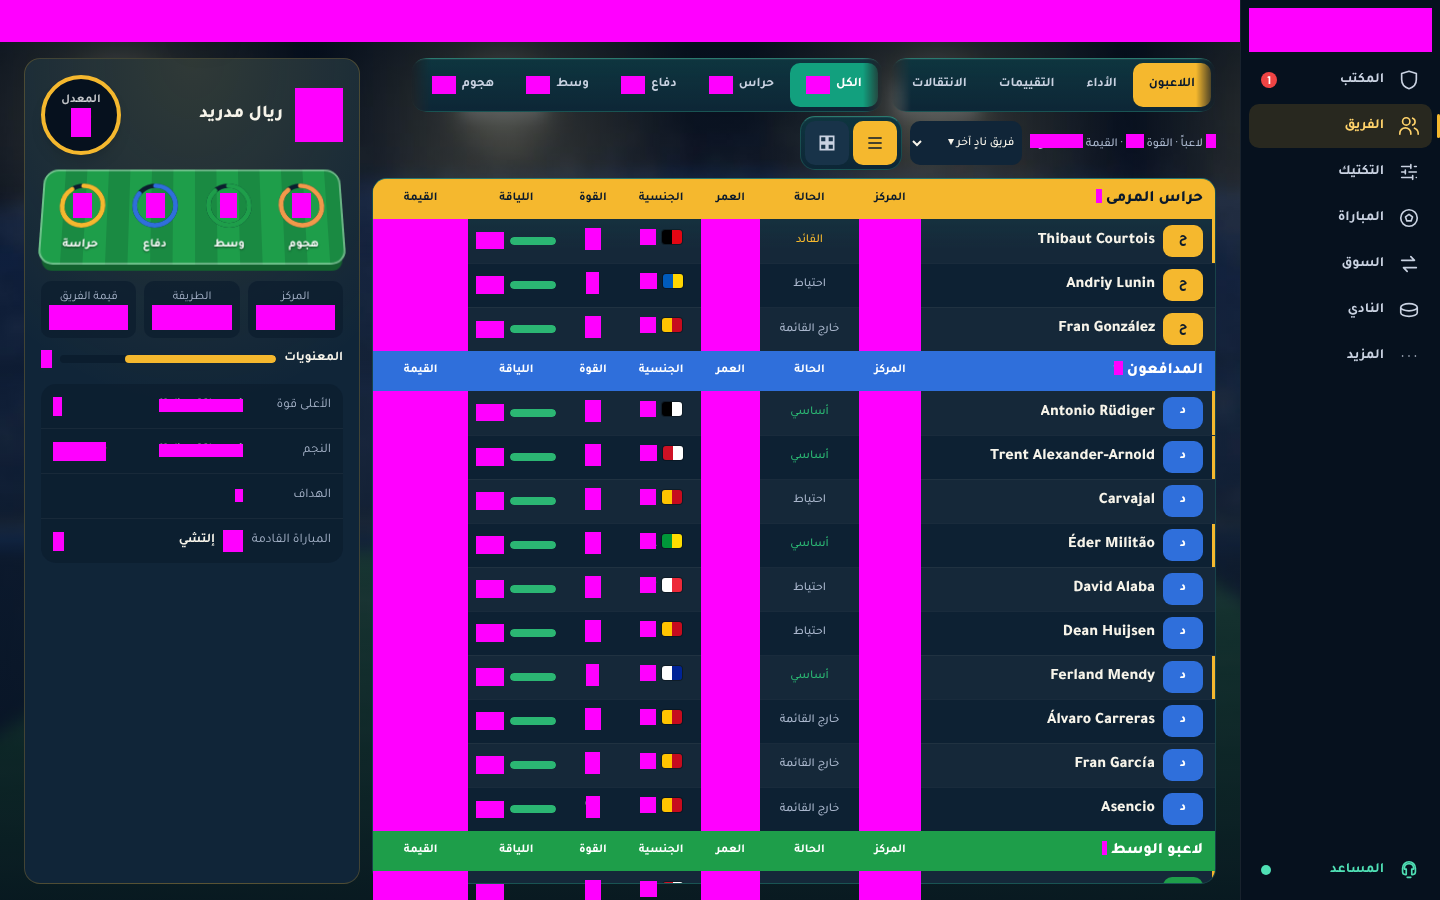 المكتب
1
الفريق
التكتيك
المباراة
السوق
النادي
المزيد
المساعد
اللاعبون الأداء التقييمات الانتقالات
الكل حراس دفاع وسط هجوم
لاعباً · القوة · القيمة
فريق نادٍ آخر ▾
حراس المرمى المركز الحالة العمر الجنسية القوة اللياقة القيمة
ح Thibaut Courtois القائد
ح Andriy Lunin احتياط
ح Fran González خارج القائمة
المدافعون المركز الحالة العمر الجنسية القوة اللياقة القيمة
د Antonio Rüdiger أساسي
د Trent Alexander-Arnold أساسي
د Carvajal احتياط
د Éder Militão أساسي
د David Alaba احتياط
د Dean Huijsen احتياط
د Ferland Mendy أساسي
د Álvaro Carreras خارج القائمة
د Fran García خارج القائمة
د Asencio خارج القائمة
لاعبو الوسط المركز الحالة العمر الجنسية القوة اللياقة القيمة
ريال مدريد
المعدل
هجوم وسط دفاع حراسة
المركز الطريقة قيمة الفريق
المعنويات
الأعلى قوة
النجم
الهداف
المباراة القادمة إلتشي